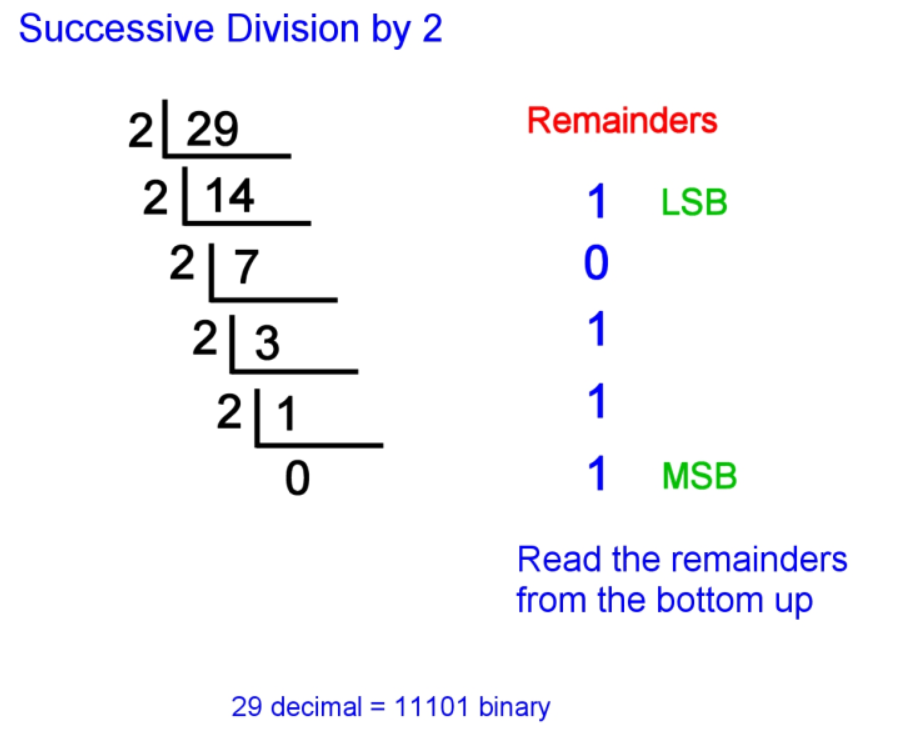 Successive Division by 2
2 29
Remainders
2 14
1 LSB
2 7
0
2 3
1
2 1
1
0
1 MSB
Read the remainders
from the bottom up
29 decimal = 11101 binary